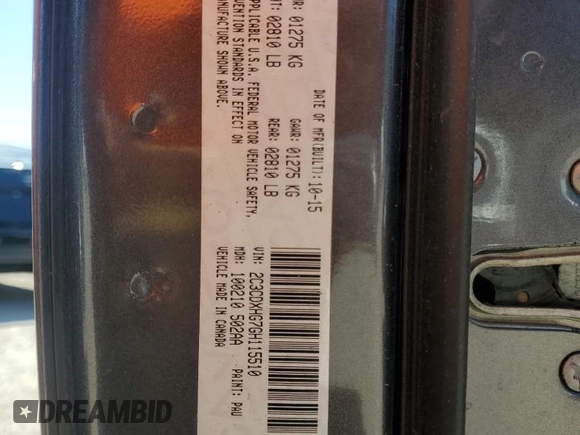 DATE OF MFR(BUILT): 10-15
GAWR: 01275 KG
REAR: 02810 LB
01275 KG
02810 LB
APPLICABLE U.S.A. FEDERAL MOTOR VEHICLE SAFETY,
STANDARDS IN EFFECT ON
MANUFACTURE SHOWN ABOVE.
VIN: 2C3CDXHG7GH115510
MDH: 100210 502AA PAINT: PAU
VEHICLE MADE IN CANADA
DREAMBID